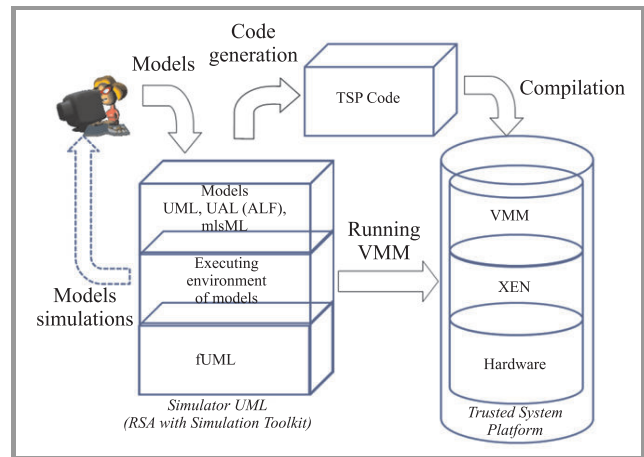 Code
generation
Models
TSP Code
Compilation
Models
UML, UAL (ALF),
mlsML
Executing
environment
of models
fUML
Models
simulations
Running
VMM
VMM
XEN
Hardware
Simulator UML
(RSA with Simulation Toolkit)
Trusted System
Platform